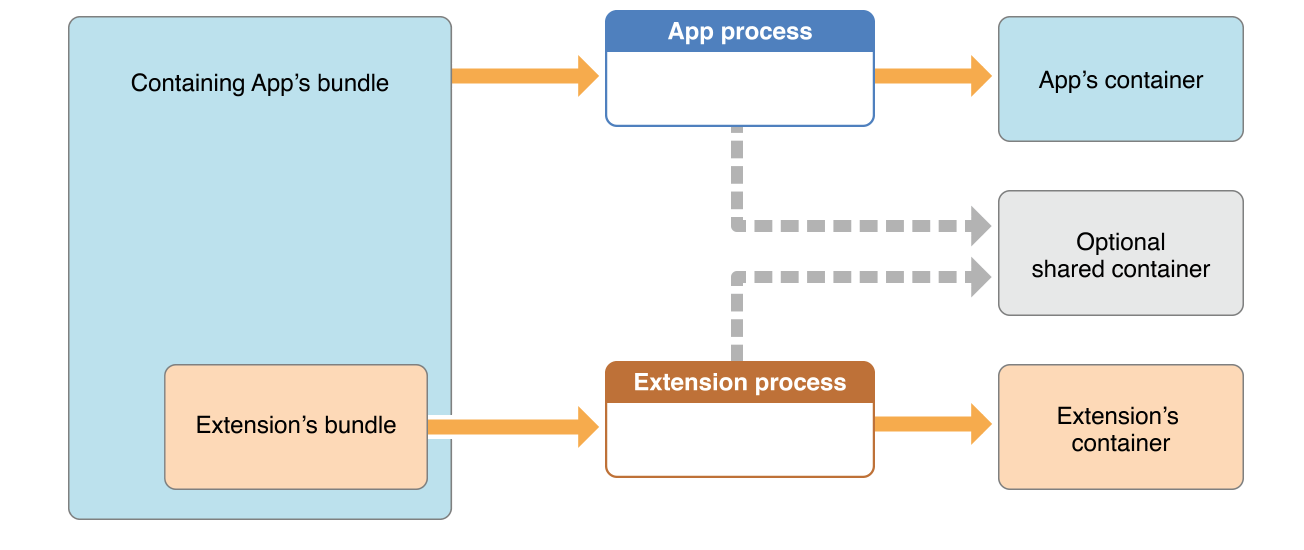 Containing App’s bundle
App process
App’s container
Optional
shared container
Extension’s bundle
Extension process
Extension’s
container